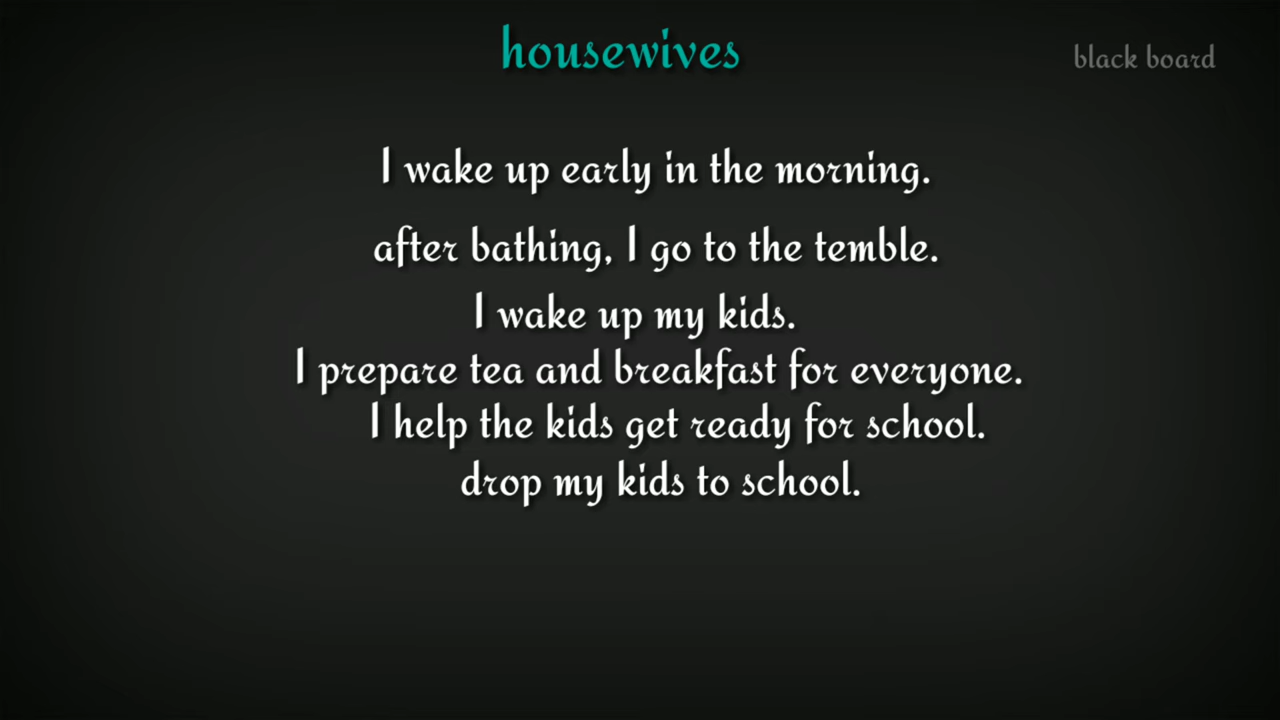 housewives
black board
I wake up early in the morning.
after bathing, I go to the temble.
I wake up my kids.
I prepare tea and breakfast for everyone.
I help the kids get ready for school.
drop my kids to school.